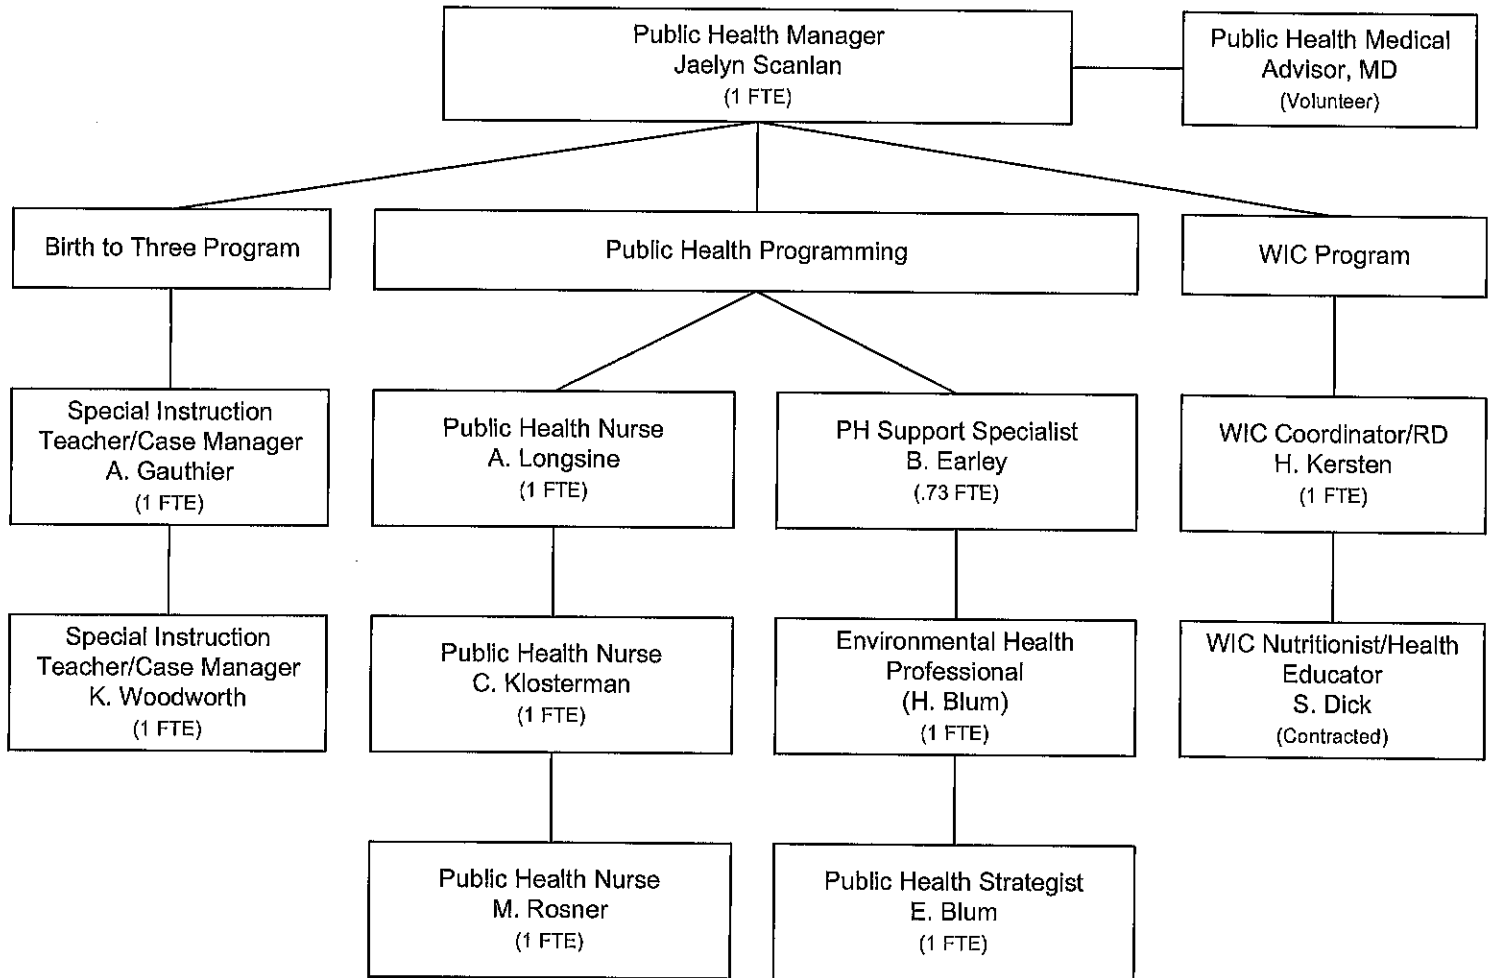 Public Health Manager
Jaelyn Scanlan
(1 FTE)
Public Health Medical
Advisor, MD
(Volunteer)
Birth to Three Program
Public Health Programming
WIC Program
Special Instruction
Teacher/Case Manager
A. Gauthier
(1 FTE)
Public Health Nurse
A. Longsine
(1 FTE)
PH Support Specialist
B. Earley
(.73 FTE)
WIC Coordinator/RD
H. Kersten
(1 FTE)
Special Instruction
Teacher/Case Manager
K. Woodworth
(1 FTE)
Public Health Nurse
C. Klosterman
(1 FTE)
Environmental Health
Professional
(H. Blum)
(1 FTE)
WIC Nutritionist/Health
Educator
S. Dick
(Contracted)
Public Health Nurse
M. Rosner
(1 FTE)
Public Health Strategist
E. Blum
(1 FTE)